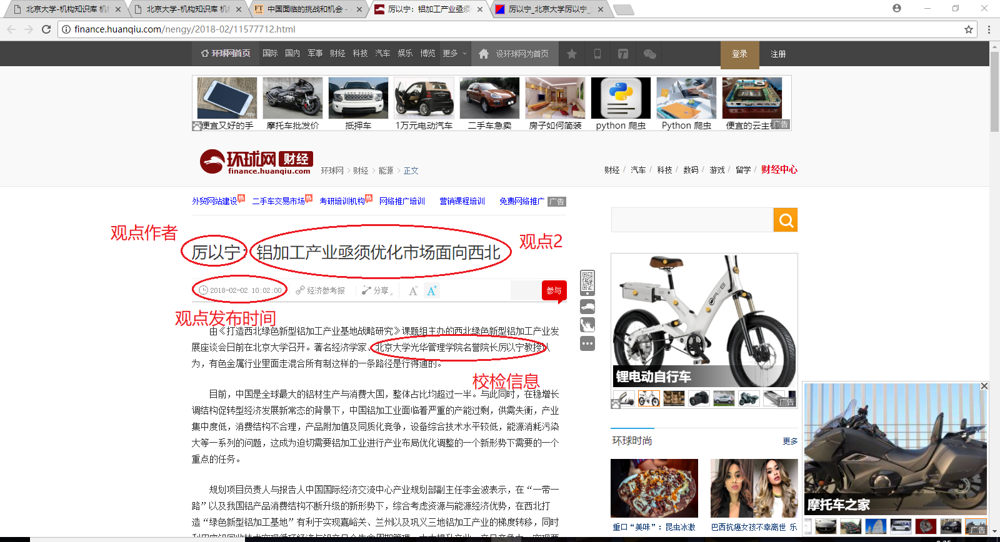 北京大学-机构知识库 机构
北京大学-机构知识库 机构
FT 中国面临的挑战和机会 -
厉以宁：铝加工产业亟须
厉以宁_北京大学厉以宁_
finance.huanqiu.com/nengy/2018-02/11577712.html
环球网首页 国际 国内 军事 财经 科技 汽车 娱乐 博览 更多 设环球网为首页 登录 注册
便宜又好的手 摩托车批发价 抵押车 1万元电动汽车 二手车急卖 房子如何简装 python 爬虫 Python 爬虫 便宜的云主机 广告
环球网 财经
finance.huanqiu.com
环球网 > 财经 > 能源 > 正文
财经 / 汽车 / 科技 / 数码 / 游戏 / 留学 / 财经中心
外贸网站建设 热 二手车交易市场 热 考研培训机构 热 网络推广培训 营销课程培训 免费网络推广 广告
观点作者
厉以宁：铝加工产业亟须优化市场面向西北
观点2
2018-02-02 10:02:00 经济参考报 分享 A- A+ 参与
观点发布时间
由《打造西北绿色新型铝加工产业基地战略研究》课题组主办的西北绿色新型铝加工产业发
展座谈会日前在北京大学召开。著名经济学家、北京大学光华管理学院名誉院长厉以宁教授认
为，有色金属行业里面走混合所有制这样的一条路径是行得通的。
校检信息
目前，中国是全球最大的铝材生产与消费大国，整体占比均超过一半。与此同时，在稳增长
调结构促转型经济发展新常态的背景下，中国铝加工业面临着严重的产能过剩，供需失衡，产业
集中度低，消费结构不合理，产品附加值及同质化竞争，设备综合技术水平较低，能源消耗污染
大等一系列的问题，这成为迫切需要铝加工业进行产业布局优化调整的一个新形势下需要的一个
重点的任务。
规划项目负责人与报告人中国国际经济交流中心产业规划部副主任李金波表示，在“一带一
路”以及我国铝产品消费结构不断升级的新形势下，综合考虑资源与能源经济优势，在西北打
造“绿色新型铝加工基地”有利于实现嘉峪关、兰州以及巩义三地铝加工产业的梯度转移，同时
锂电动自行车
广告
环球时尚 更多
重口“美味”：昆虫冰激
巴西抗癌女孩不幸离世 乐
摩托车之家
广告